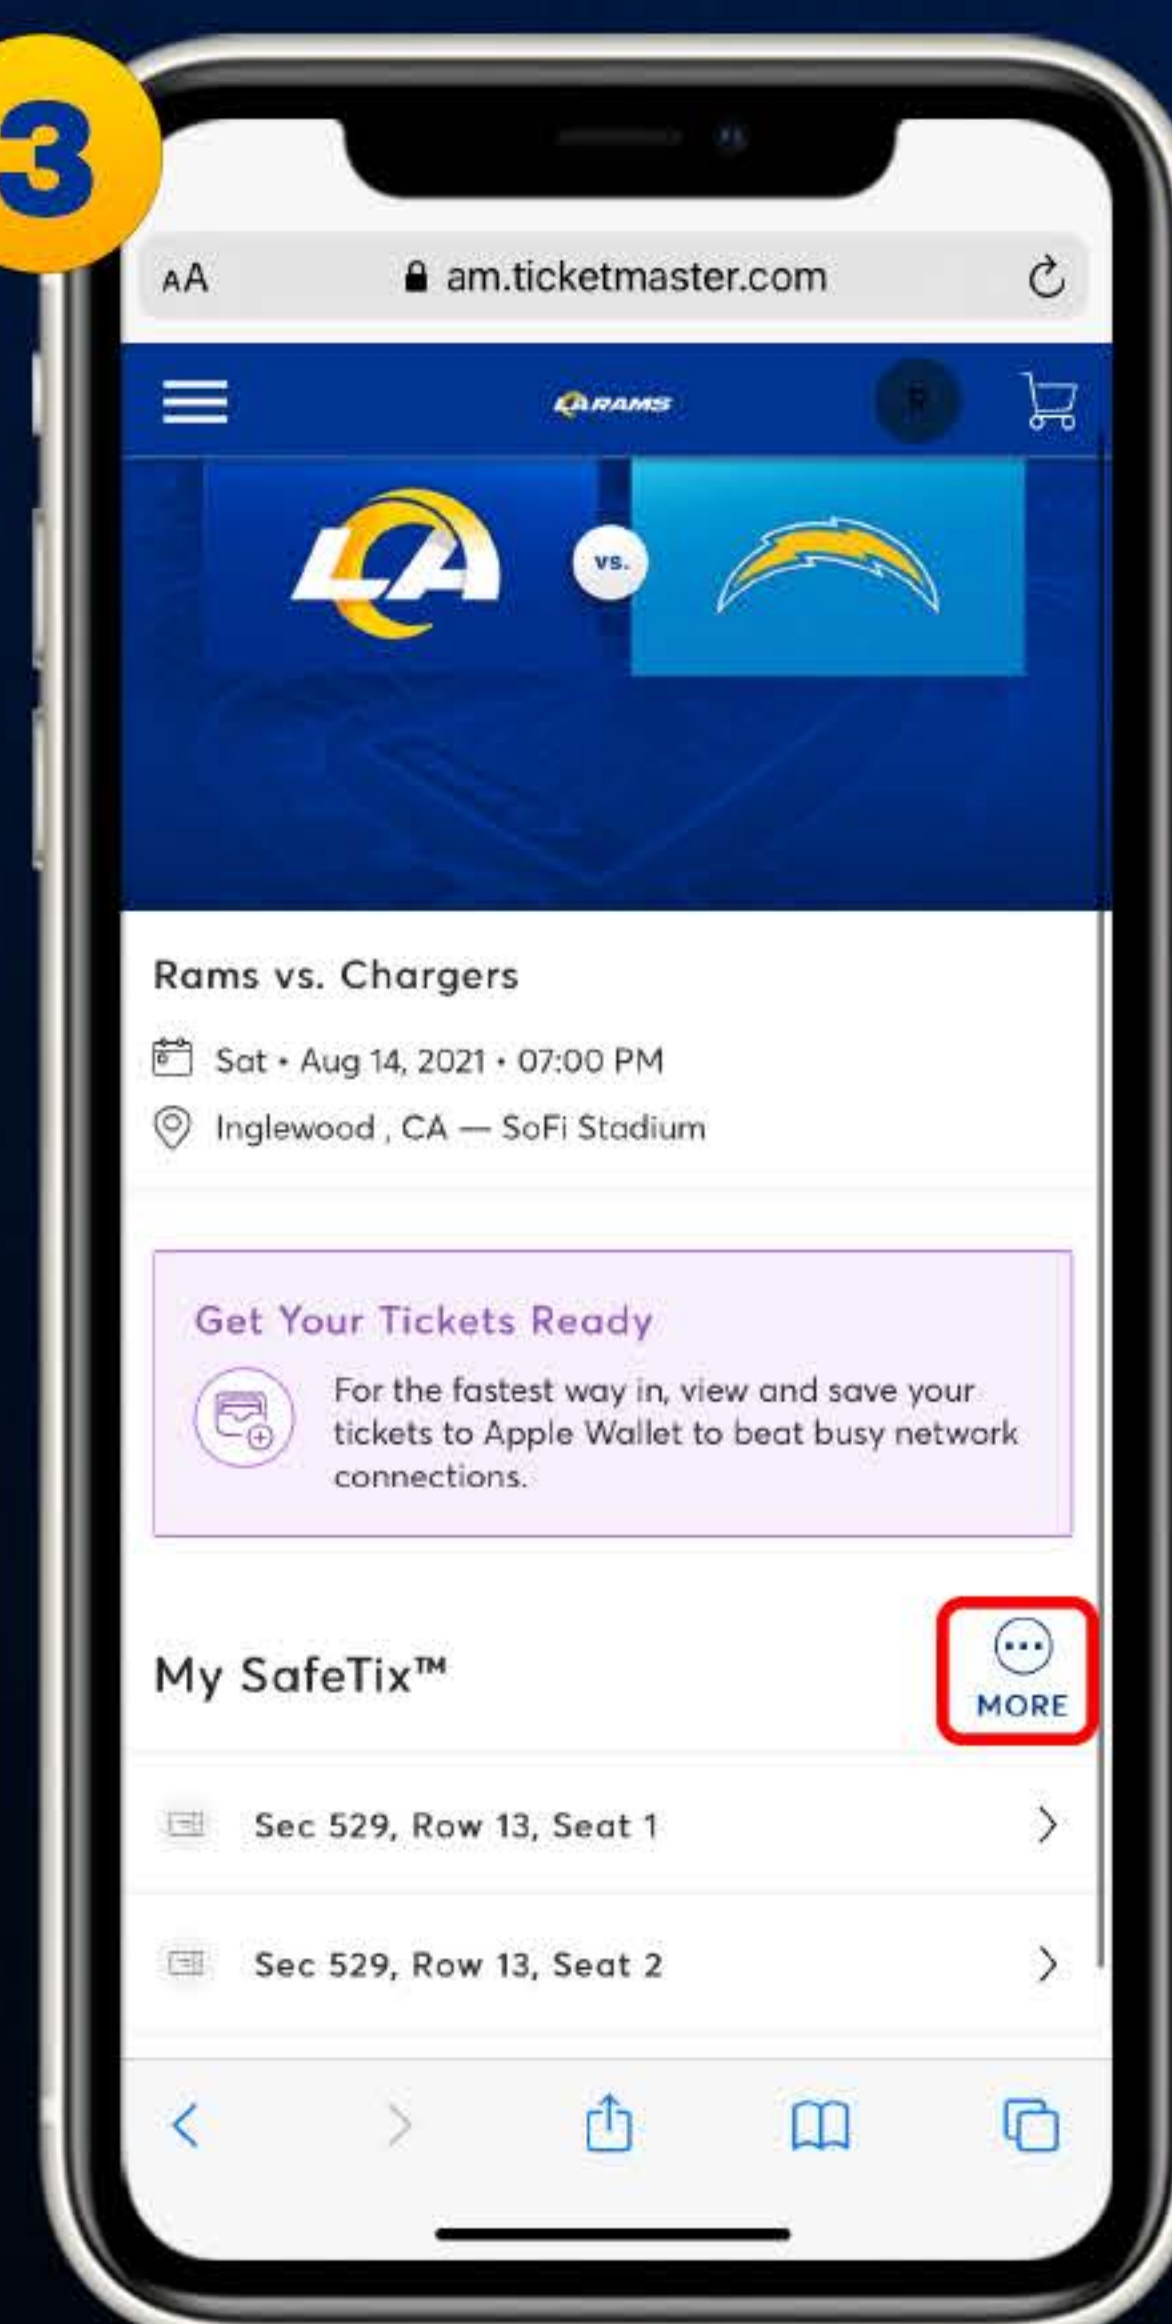 3
AA am.ticketmaster.com
LA RAMS R
LA vs.
Rams vs. Chargers
Sat • Aug 14, 2021 • 07:00 PM
Inglewood , CA — SoFi Stadium
Get Your Tickets Ready
For the fastest way in, view and save your
tickets to Apple Wallet to beat busy network
connections.
My SafeTix™
MORE
Sec 529, Row 13, Seat 1
Sec 529, Row 13, Seat 2